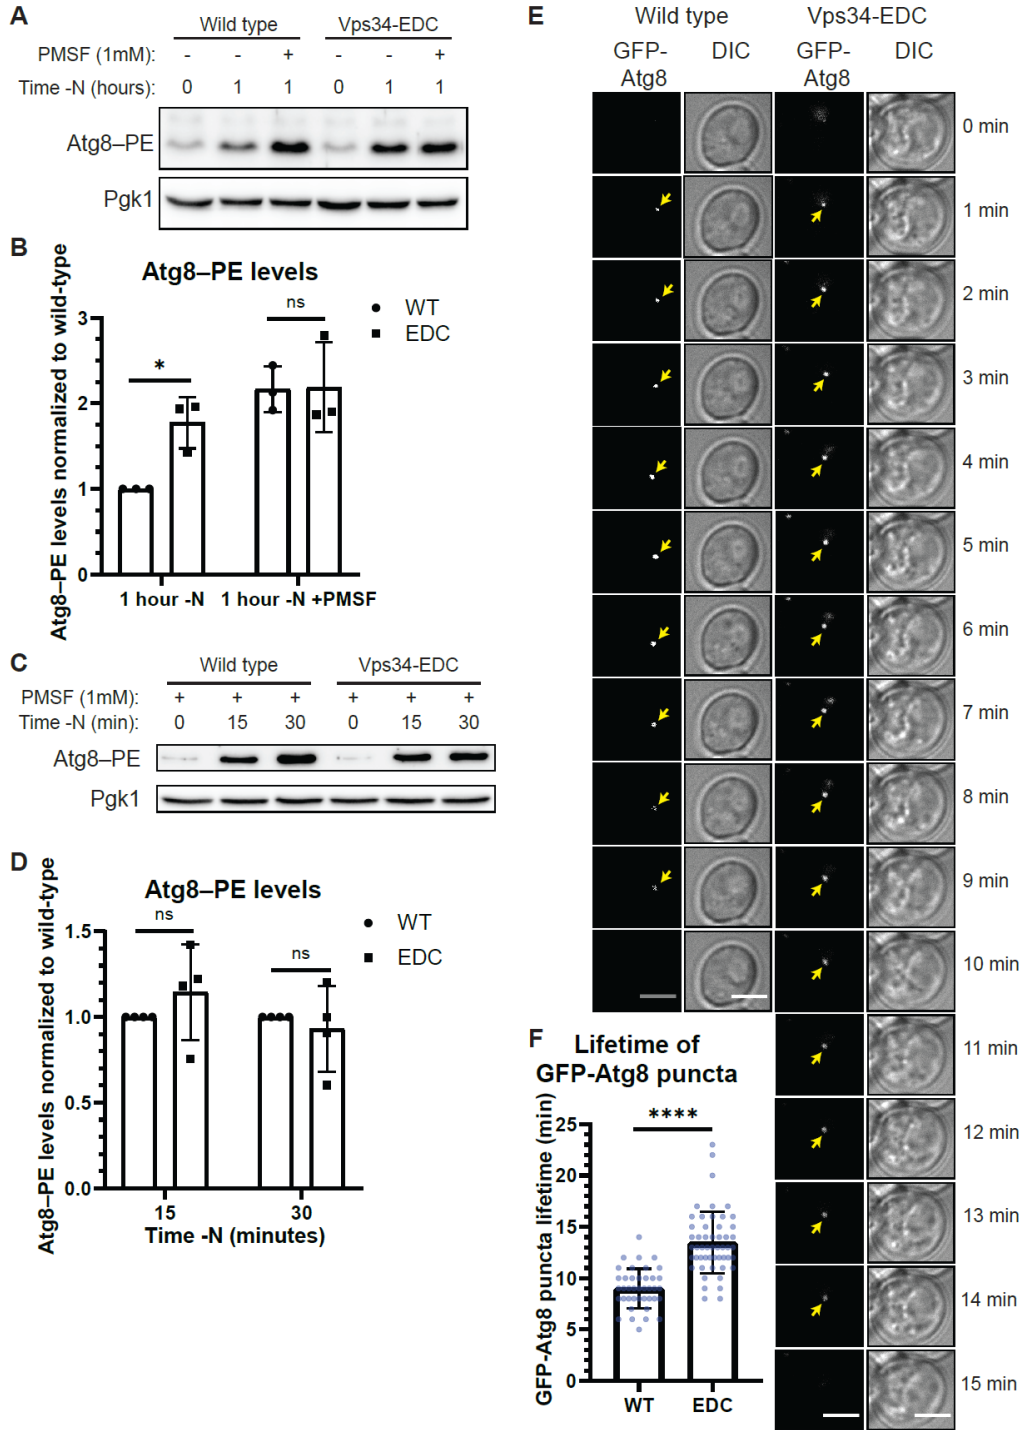 A
Wild type Vps34-EDC
PMSF (1mM): - - + - - +
Time -N (hours): 0 1 1 0 1 1
Atg8–PE
Pgk1
B
Atg8–PE levels
Atg8–PE levels normalized to wild-type
WT
EDC
* ns
3
2
1
0
1 hour -N 1 hour -N +PMSF
C
Wild type Vps34-EDC
PMSF (1mM): + + + + + +
Time -N (min): 0 15 30 0 15 30
Atg8–PE
Pgk1
D
Atg8–PE levels
Atg8–PE levels normalized to wild-type
WT
EDC
ns ns
1.5
1.0
0.5
0.0
15 30
Time -N (minutes)
E
Wild type Vps34-EDC
GFP- DIC GFP- DIC
Atg8 Atg8
0 min
1 min
2 min
3 min
4 min
5 min
6 min
7 min
8 min
9 min
10 min
11 min
12 min
13 min
14 min
15 min
F
Lifetime of
GFP-Atg8 puncta
GFP-Atg8 puncta lifetime (min)
****
25
20
15
10
5
0
WT EDC